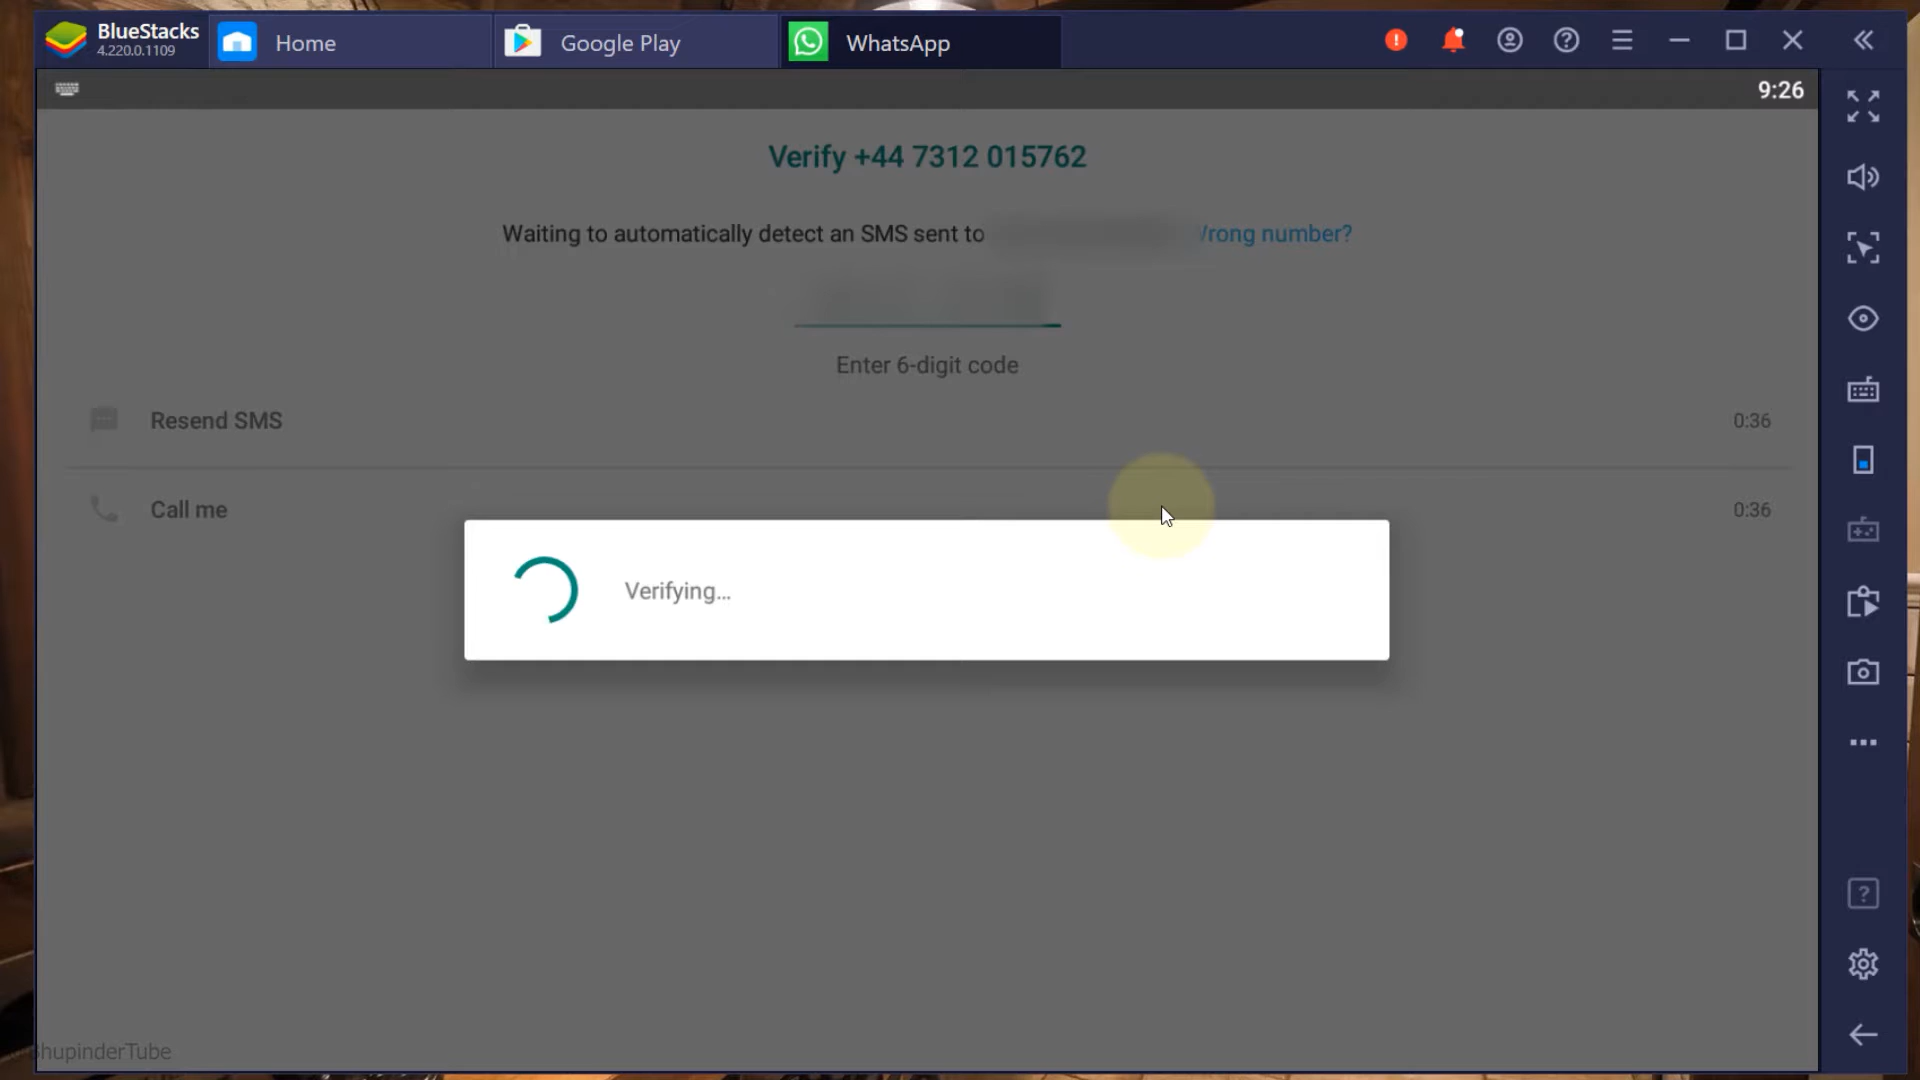 BlueStacks
4.220.0.1109
Home
Google Play
WhatsApp
9:26
Verify +44 7312 015762
Waiting to automatically detect an SMS sent to
rong number?
Enter 6-digit code
Resend SMS
0:36
Call me
0:36
Verifying...
hupinderTube